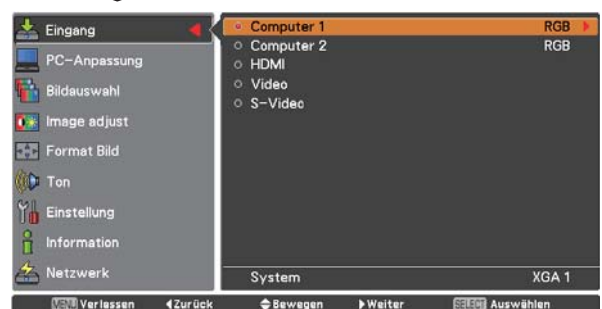 Eingang
PC-Anpassung
Bildauswahl
Image adjust
Format Bild
Ton
Einstellung
Information
Netzwerk
Computer 1 RGB
Computer 2 RGB
HDMI
Video
S-Video
System XGA 1
MENU Verlassen Zurück Bewegen Weiter SELECT Auswählen